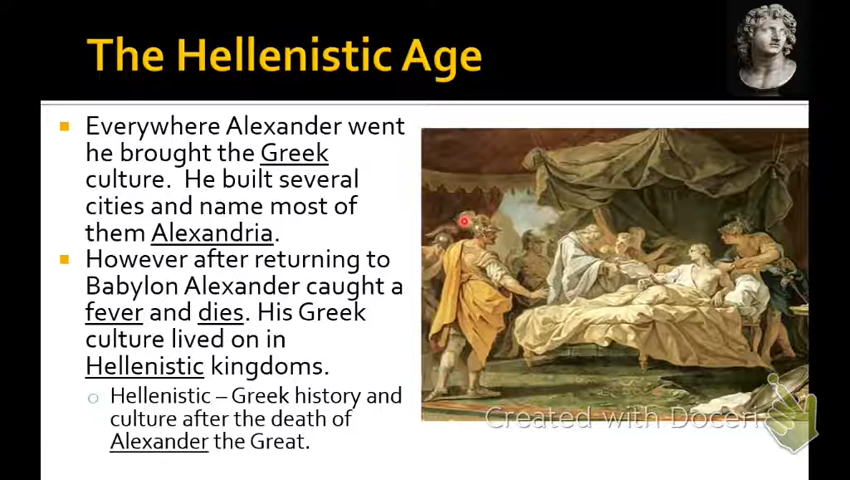 The Hellenistic Age
Everywhere Alexander went
he brought the Greek
culture. He built several
cities and name most of
them Alexandria.
However after returning to
Babylon Alexander caught a
fever and dies. His Greek
culture lived on in
Hellenistic kingdoms.
Hellenistic – Greek history and
culture after the death of
Alexander the Great.
Created with Doceri